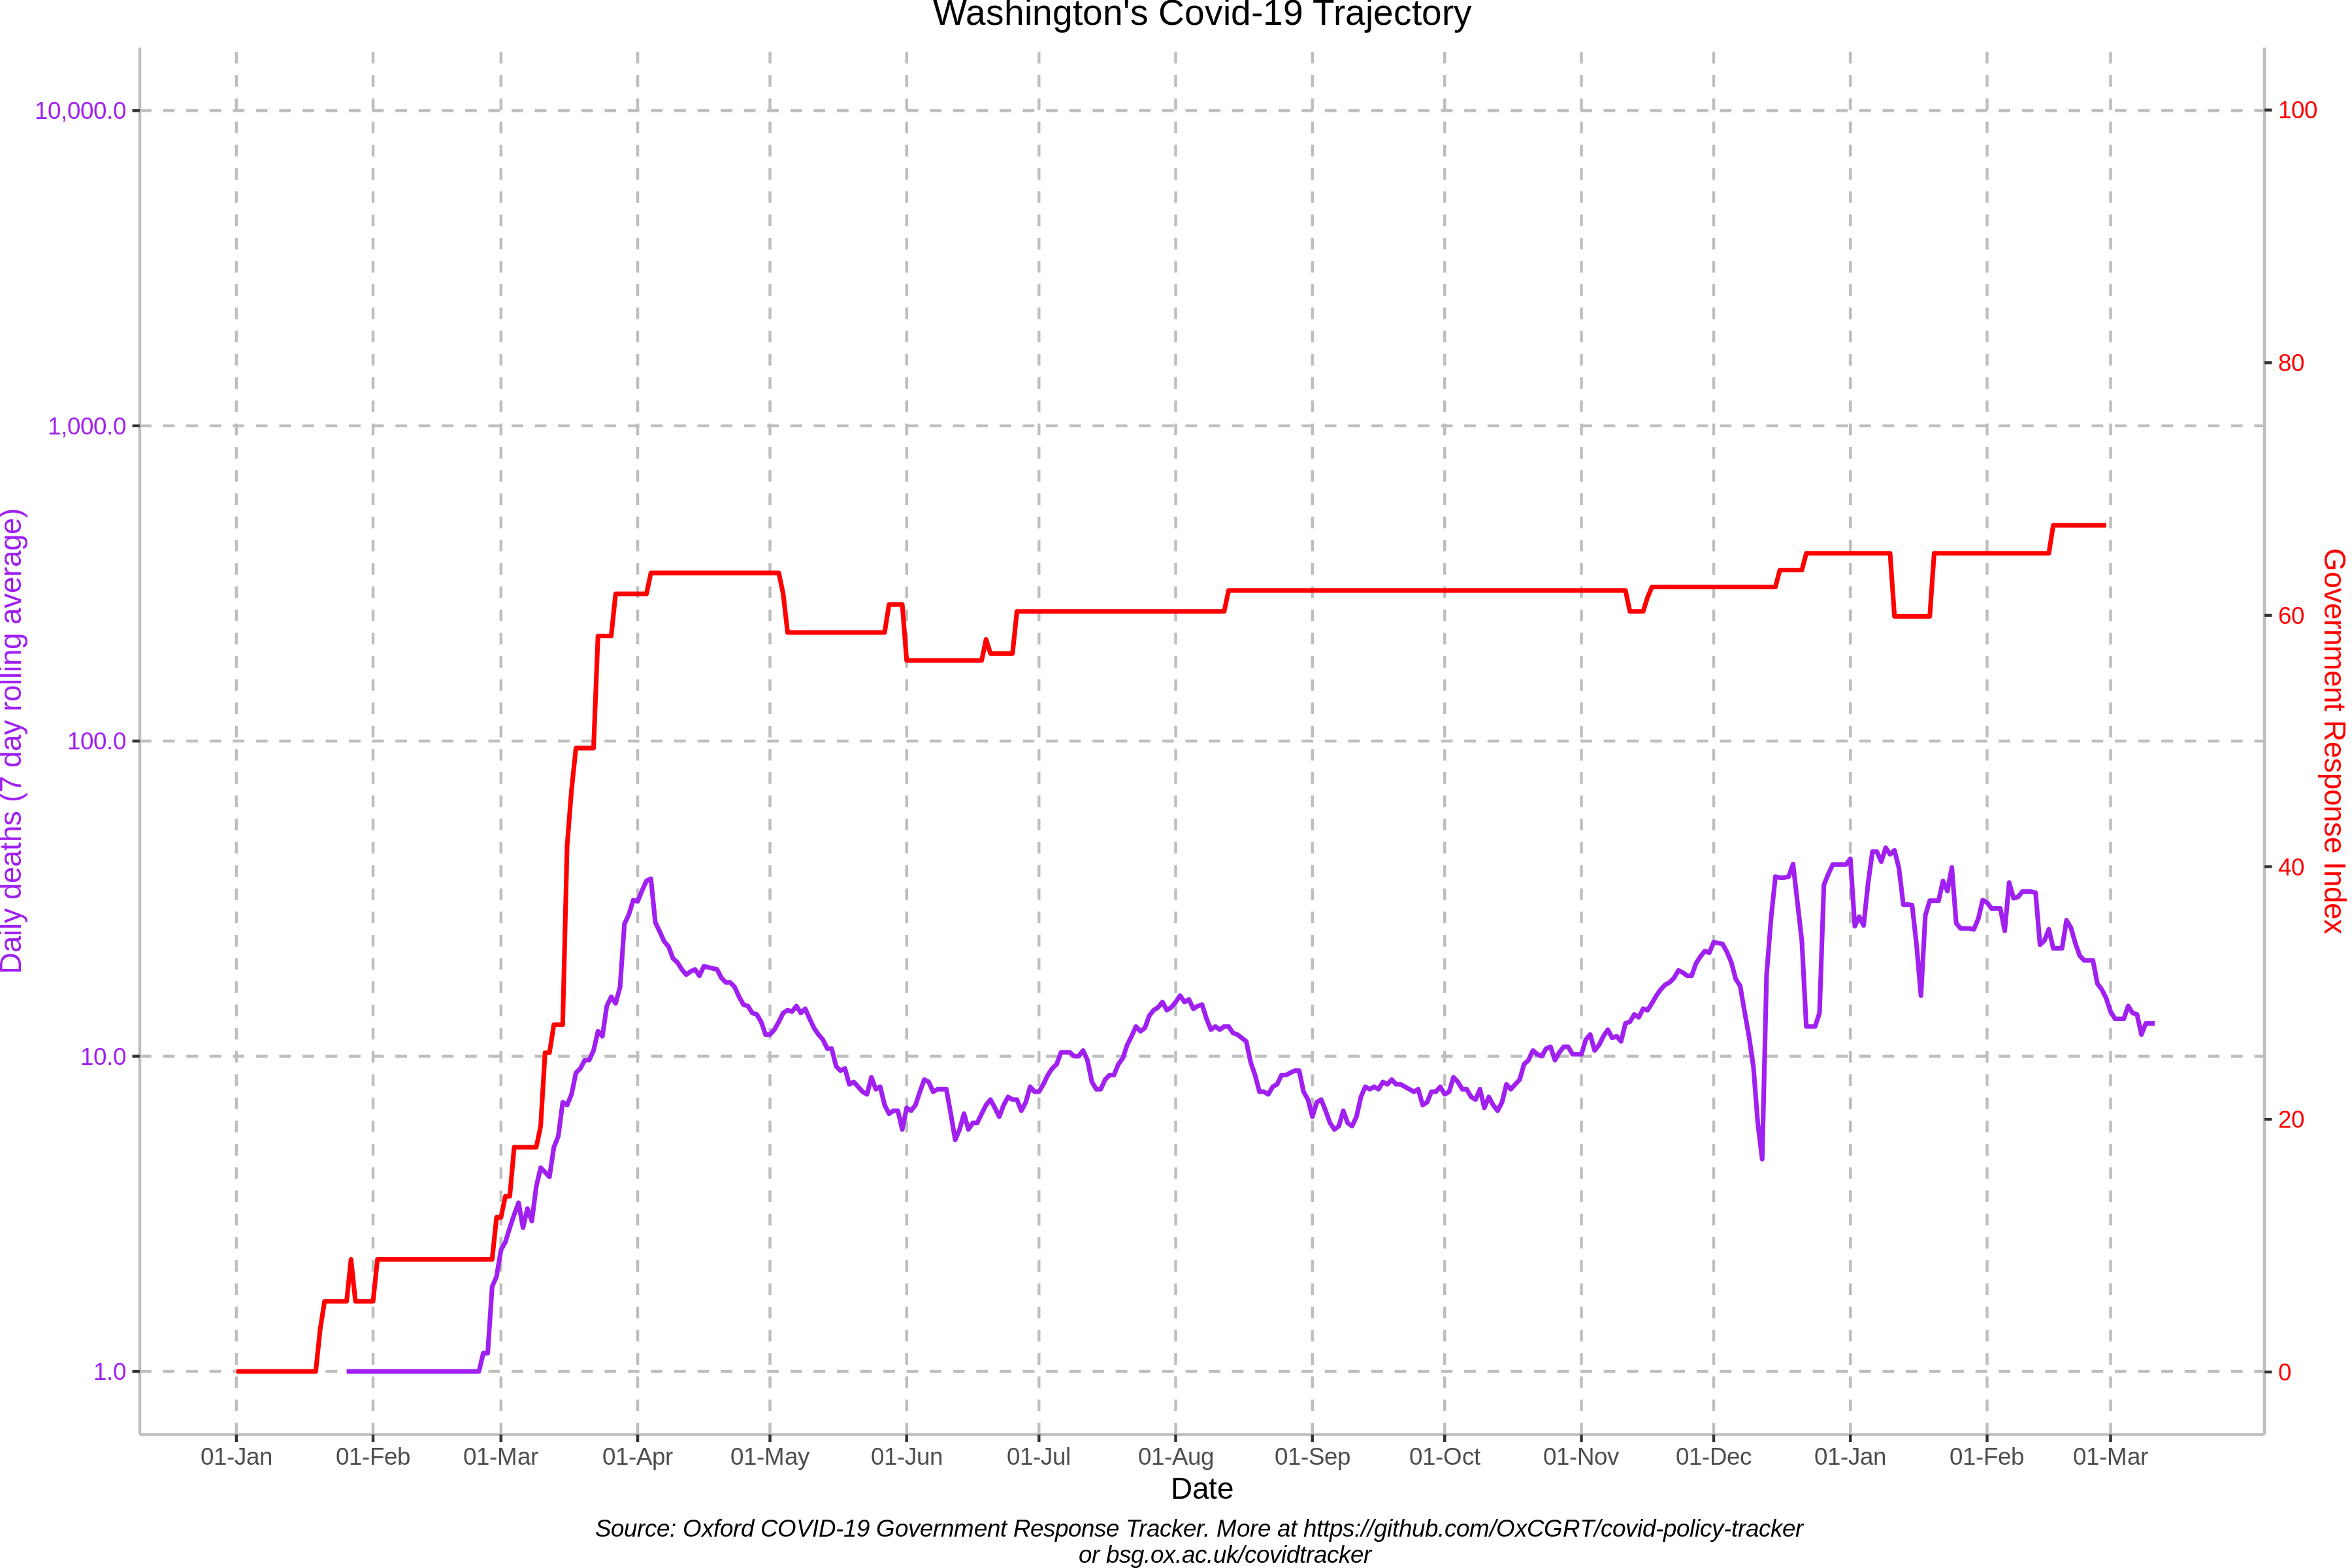 Washington's Covid-19 Trajectory
10,000.0
1,000.0
100.0
10.0
1.0
Daily deaths (7 day rolling average)
100
80
60
40
20
0
Government Response Index
01-Jan 01-Feb 01-Mar 01-Apr 01-May 01-Jun 01-Jul 01-Aug 01-Sep 01-Oct 01-Nov 01-Dec 01-Jan 01-Feb 01-Mar
Date
Source: Oxford COVID-19 Government Response Tracker. More at https://github.com/OxCGRT/covid-policy-tracker
or bsg.ox.ac.uk/covidtracker